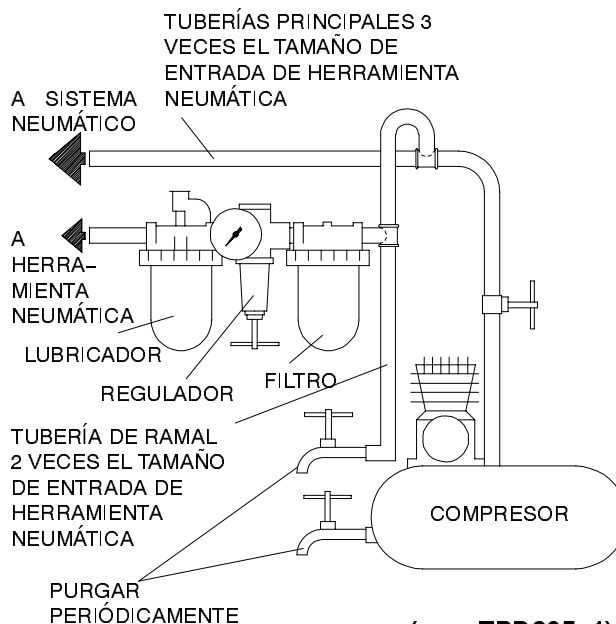 TUBERÍAS PRINCIPALES 3
VECES EL TAMAÑO DE
ENTRADA DE HERRAMIENTA
NEUMÁTICA
A SISTEMA
NEUMÁTICO
A
HERRA–
MIENTA
NEUMÁTICA
LUBRICADOR
REGULADOR
FILTRO
TUBERÍA DE RAMAL
2 VECES EL TAMAÑO
DE ENTRADA DE
HERRAMIENTA
NEUMÁTICA
COMPRESOR
PURGAR
PERIÓDICAMENTE